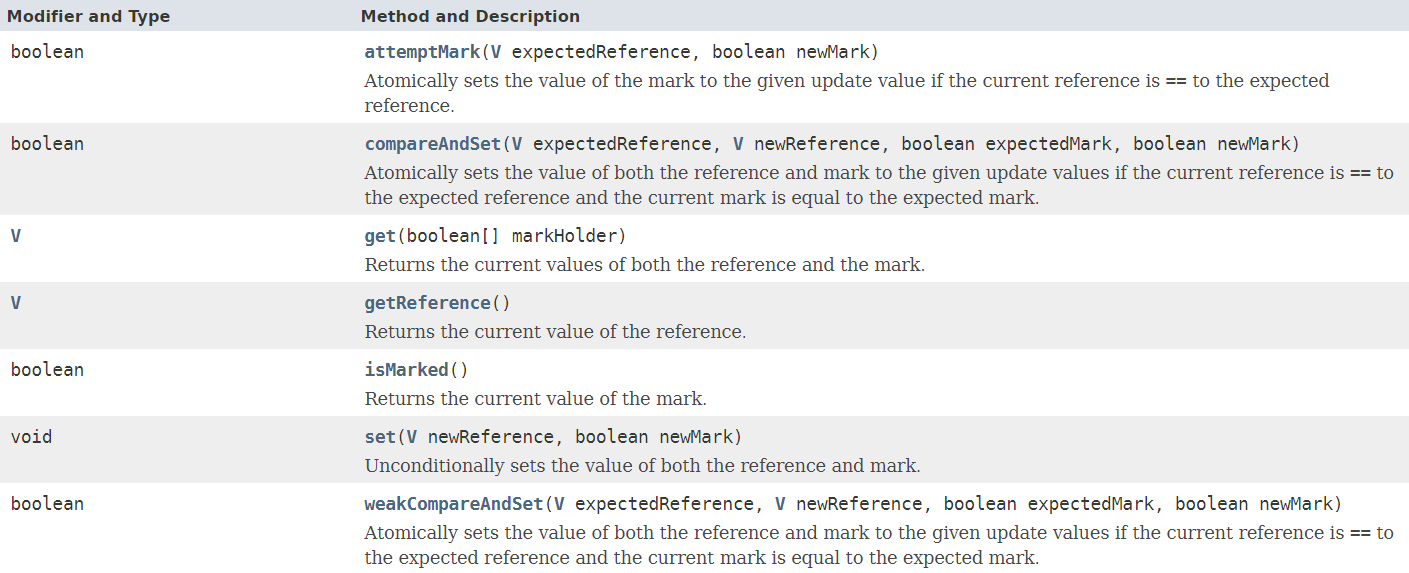 Modifier and Type Method and Description
boolean attemptMark(V expectedReference, boolean newMark)
Atomically sets the value of the mark to the given update value if the current reference is == to the expected
reference.
boolean compareAndSet(V expectedReference, V newReference, boolean expectedMark, boolean newMark)
Atomically sets the value of both the reference and mark to the given update values if the current reference is == to
the expected reference and the current mark is equal to the expected mark.
V get(boolean[] markHolder)
Returns the current values of both the reference and the mark.
V getReference()
Returns the current value of the reference.
boolean isMarked()
Returns the current value of the mark.
void set(V newReference, boolean newMark)
Unconditionally sets the value of both the reference and mark.
boolean weakCompareAndSet(V expectedReference, V newReference, boolean expectedMark, boolean newMark)
Atomically sets the value of both the reference and mark to the given update values if the current reference is == to
the expected reference and the current mark is equal to the expected mark.